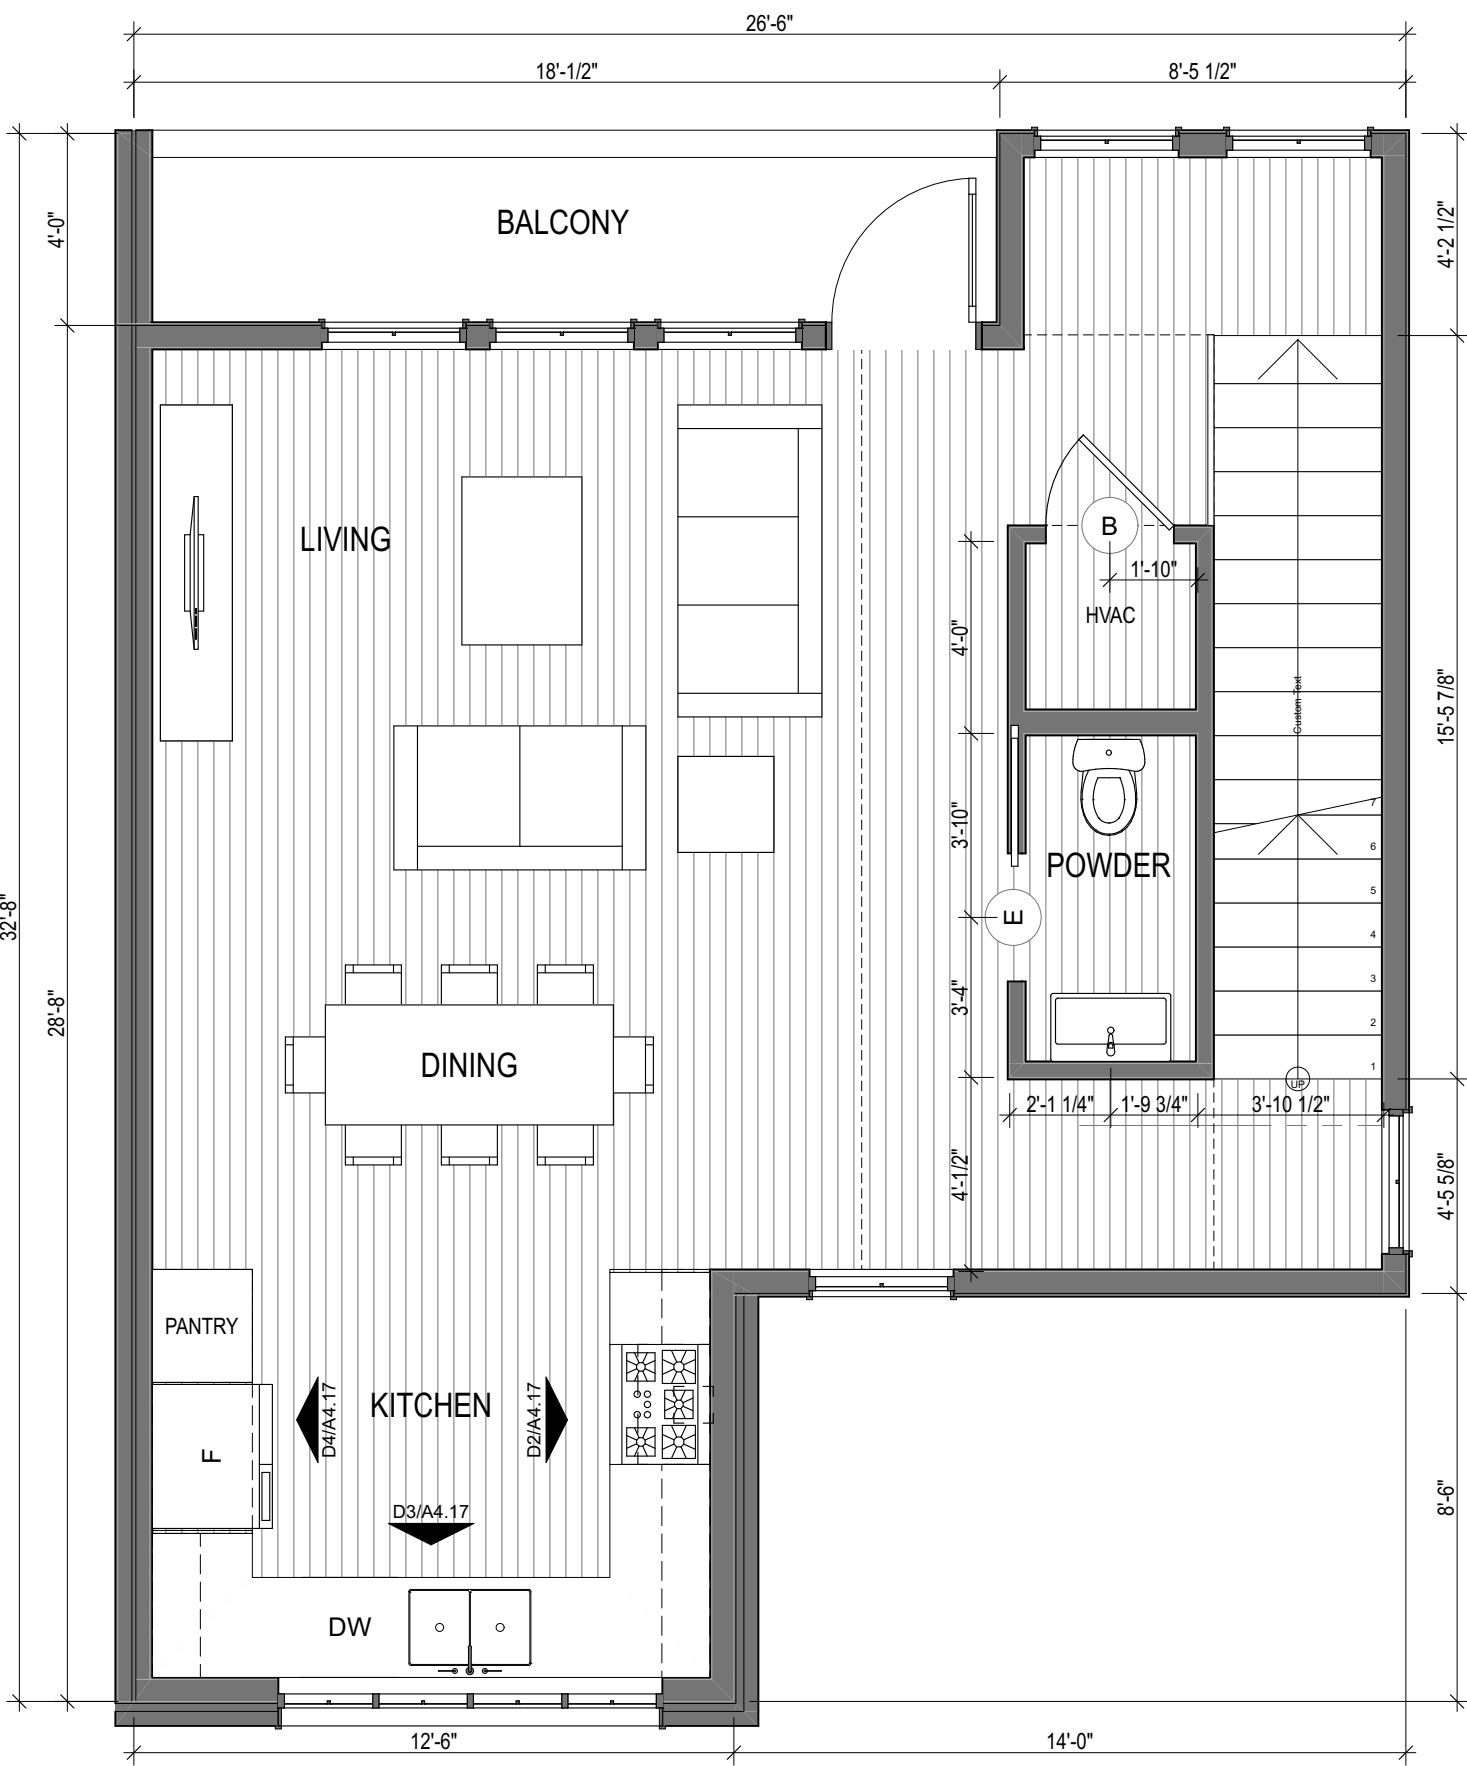 26'-6"
18'-1/2"
8'-5 1/2"
4'-0"
BALCONY
4'-2 1/2"
LIVING
B
1'-10"
HVAC
4'-0"
Custom Text
15'-5 7/8"
7
3'-10"
6
POWDER
5
32'-8"
E
4
3
28'-8"
3'-4"
2
DINING
1
UP
2'-1 1/4"
1'-9 3/4"
3'-10 1/2"
4'-1/2"
4'-5 5/8"
PANTRY
KITCHEN
D4/A4.17
D2/A4.17
F
D3/A4.17
8'-6"
DW
12'-6"
14'-0"